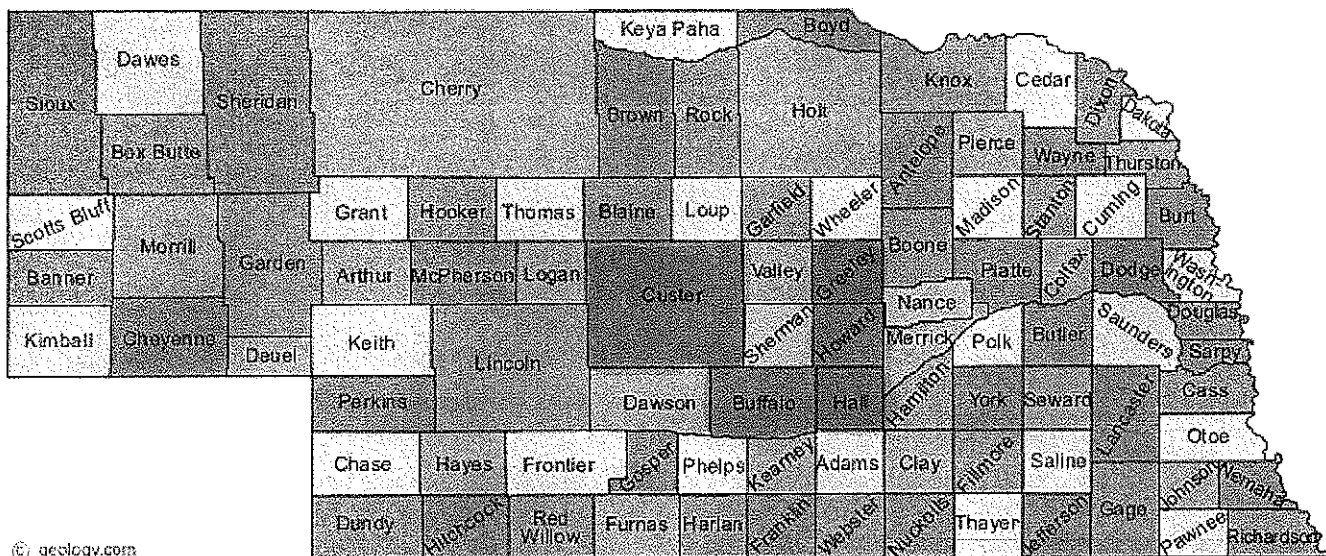 Keya Paha
Boyd
Dawes
Sioux
Sheridan
Cherry
Brown
Rock
Holt
Knox
Cedar
Dixon
Dakota
Box Butte
Antelope
Pierce
Wayne
Thurston
Scotts Bluff
Grant
Hooker
Thomas
Blaine
Loup
Garfield
Wheeler
Madison
Stanton
Cuming
Burt
Morrill
Garden
Boone
Banner
Arthur
McPherson
Logan
Custer
Valley
Greeley
Platte
Colfax
Dodge
Wash-
ington
Nance
Kimball
Cheyenne
Deuel
Keith
Lincoln
Sherman
Howard
Merrick
Polk
Butler
Saunders
Douglas
Sarpy
Perkins
Dawson
Buffalo
Hall
Hamilton
York
Seward
Lancaster
Cass
Otoe
Chase
Hayes
Frontier
Gosper
Phelps
Kearney
Adams
Clay
Fillmore
Saline
Johnson
Nemaha
Dundy
Hitchcock
Red
Willow
Furnas
Harlan
Franklin
Webster
Nuckolls
Thayer
Jefferson
Gage
Pawnee
Richardson
© geology.com